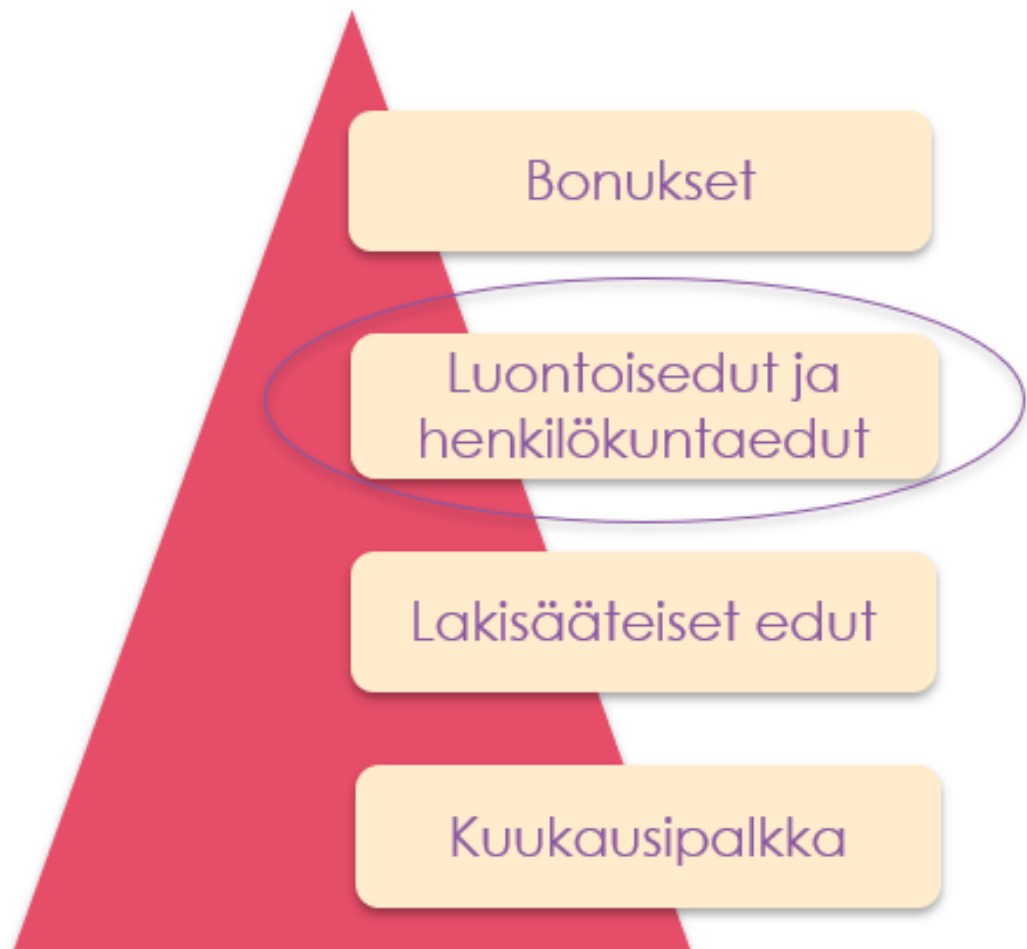 Bonukset
Luontoisedut ja
henkilökuntaedut
Lakisääteiset edut
Kuukausipalkka